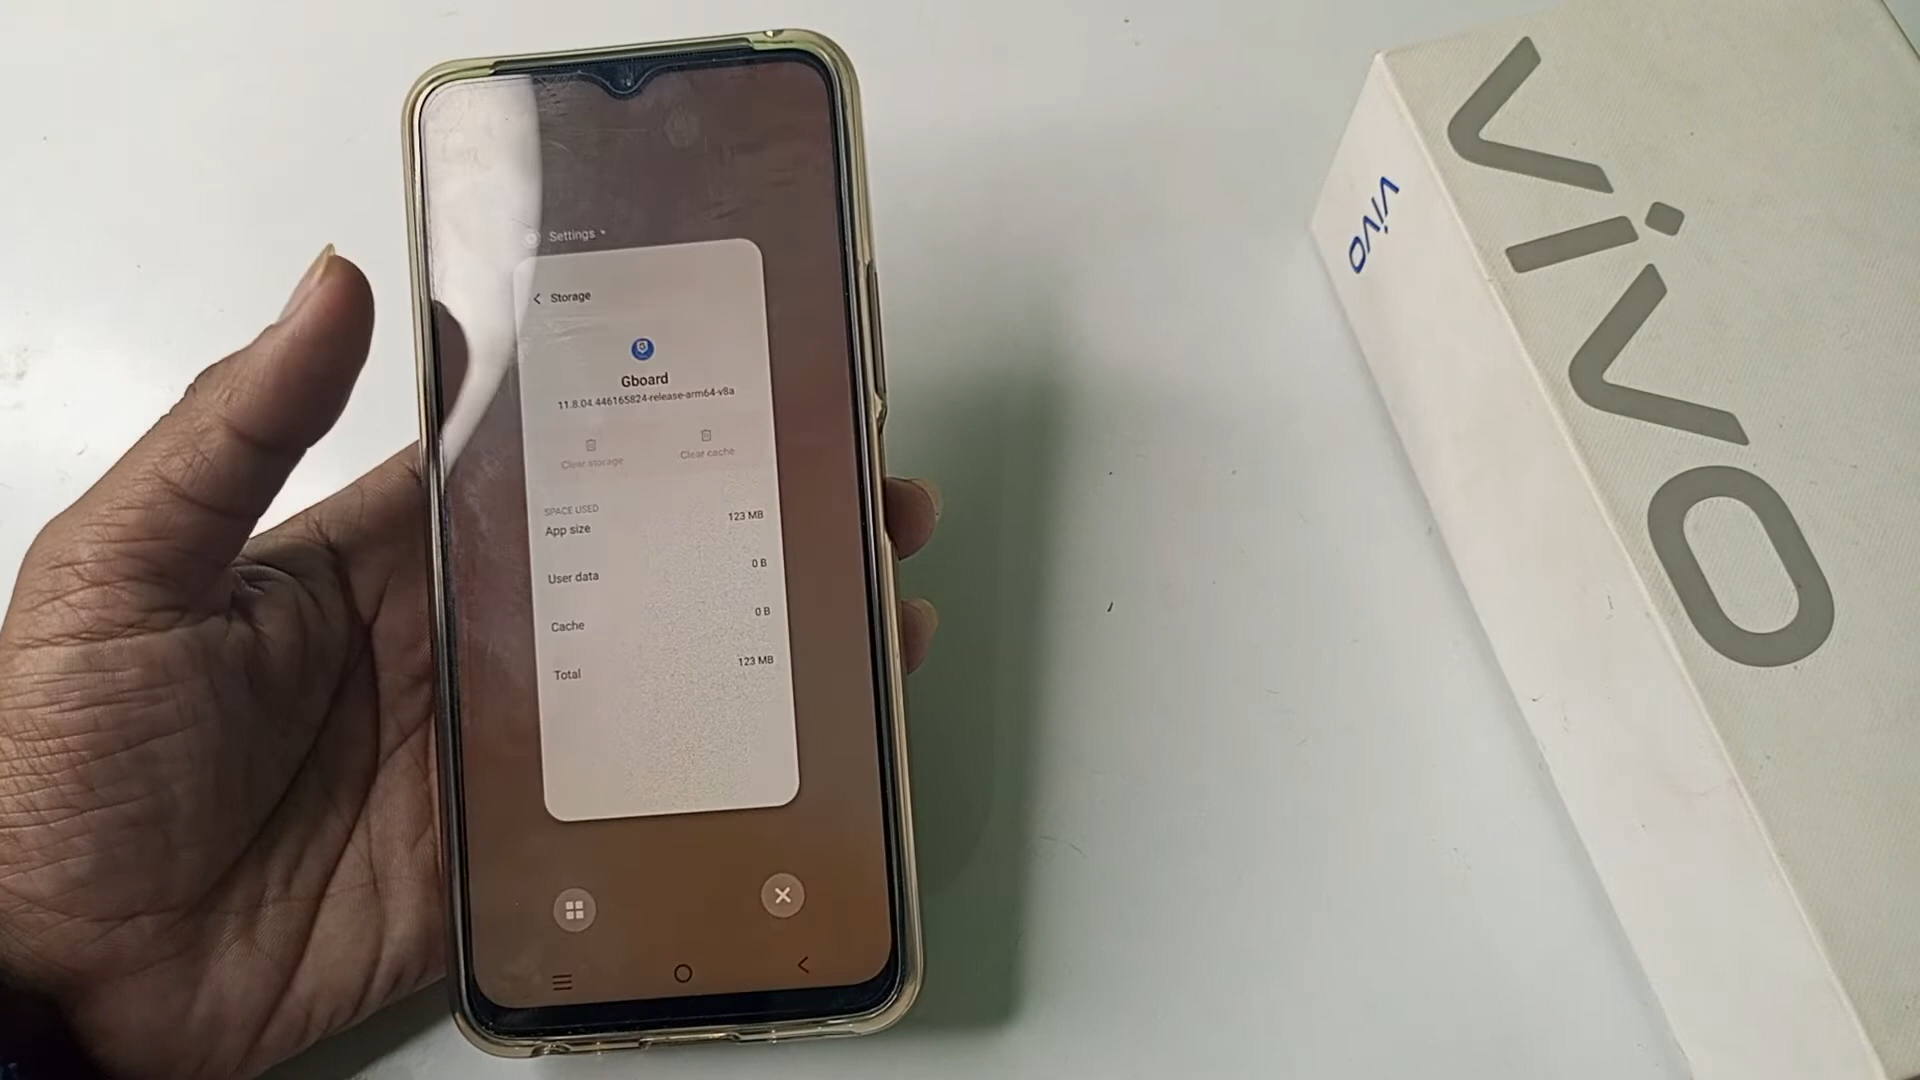 Settings
Storage
Gboard
11.8.04.446165824-release-arm64-v8a
Clear storage
Clear cache
SPACE USED
App size
123 MB
User data
0 B
Cache
0 B
Total
123 MB
vivo
vivo